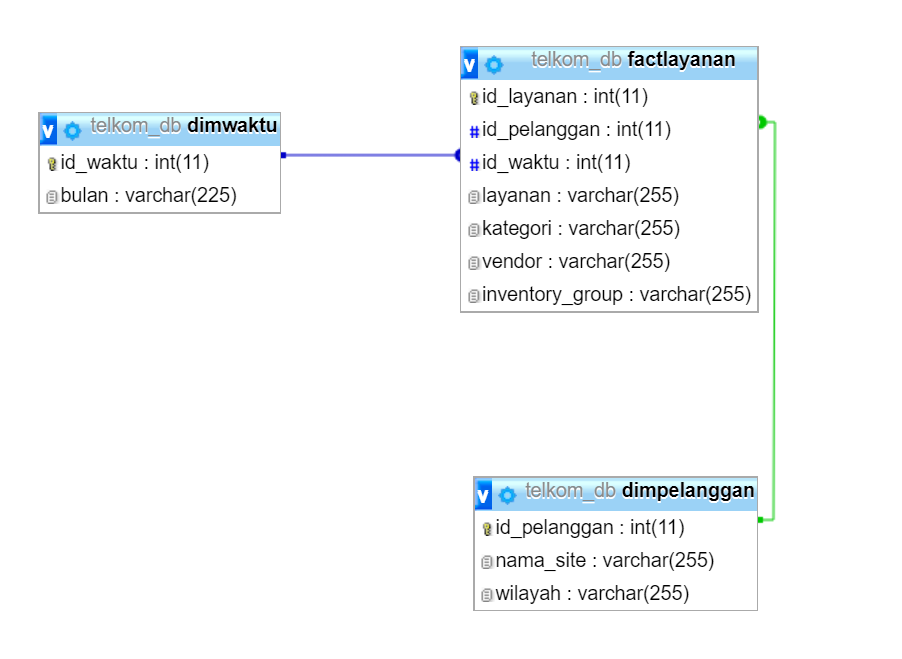 v telkom_db dimwaktu
id_waktu : int(11)
bulan : varchar(225)
v telkom_db factlayanan
id_layanan : int(11)
# id_pelanggan : int(11)
# id_waktu : int(11)
layanan : varchar(255)
kategori : varchar(255)
vendor : varchar(255)
inventory_group : varchar(255)
v telkom_db dimpelanggan
id_pelanggan : int(11)
nama_site : varchar(255)
wilayah : varchar(255)